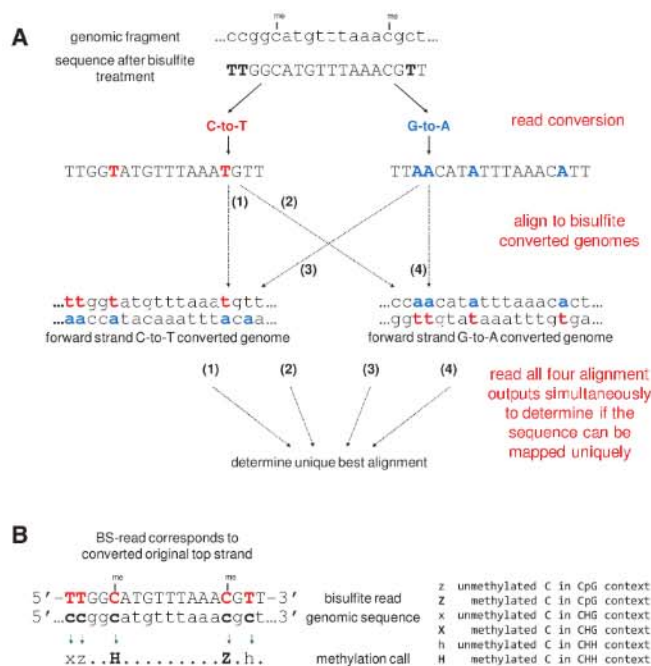 A
me me
genomic fragment
...ccggcatgtttaaacgct...
sequence after bisulfite
treatment
TTGGCATGTTTAAACGTT
C-to-T
G-to-A
read conversion
TTGGTATGTTTAAATGTT
TTAACATATTTAAACATT
(1)
(2)
align to bisulfite
converted genomes
(3)
(4)
...ttggtatgtttaaatgtt...
...aaccatacaaatttacaa...
forward strand C-to-T converted genome
...ccaacatatttaaacact...
...ggttgtataaatttgtga...
forward strand G-to-A converted genome
(1) (2) (3) (4)
read all four alignment
outputs simultaneously
to determine if the
sequence can be
mapped uniquely
determine unique best alignment
B
BS-read corresponds to
converted original top strand
me me
5'-TTGGCATGTTTAAACGTT-3'
bisulfite read
5'-ccggcatgtttaaacgct-3'
genomic sequence
xz..H.........Z.h.
methylation call
z unmethylated C in CpG context
Z methylated C in CpG context
x unmethylated C in CHG context
X methylated C in CHG context
h unmethylated C in CHH context
H methylated C in CHH context